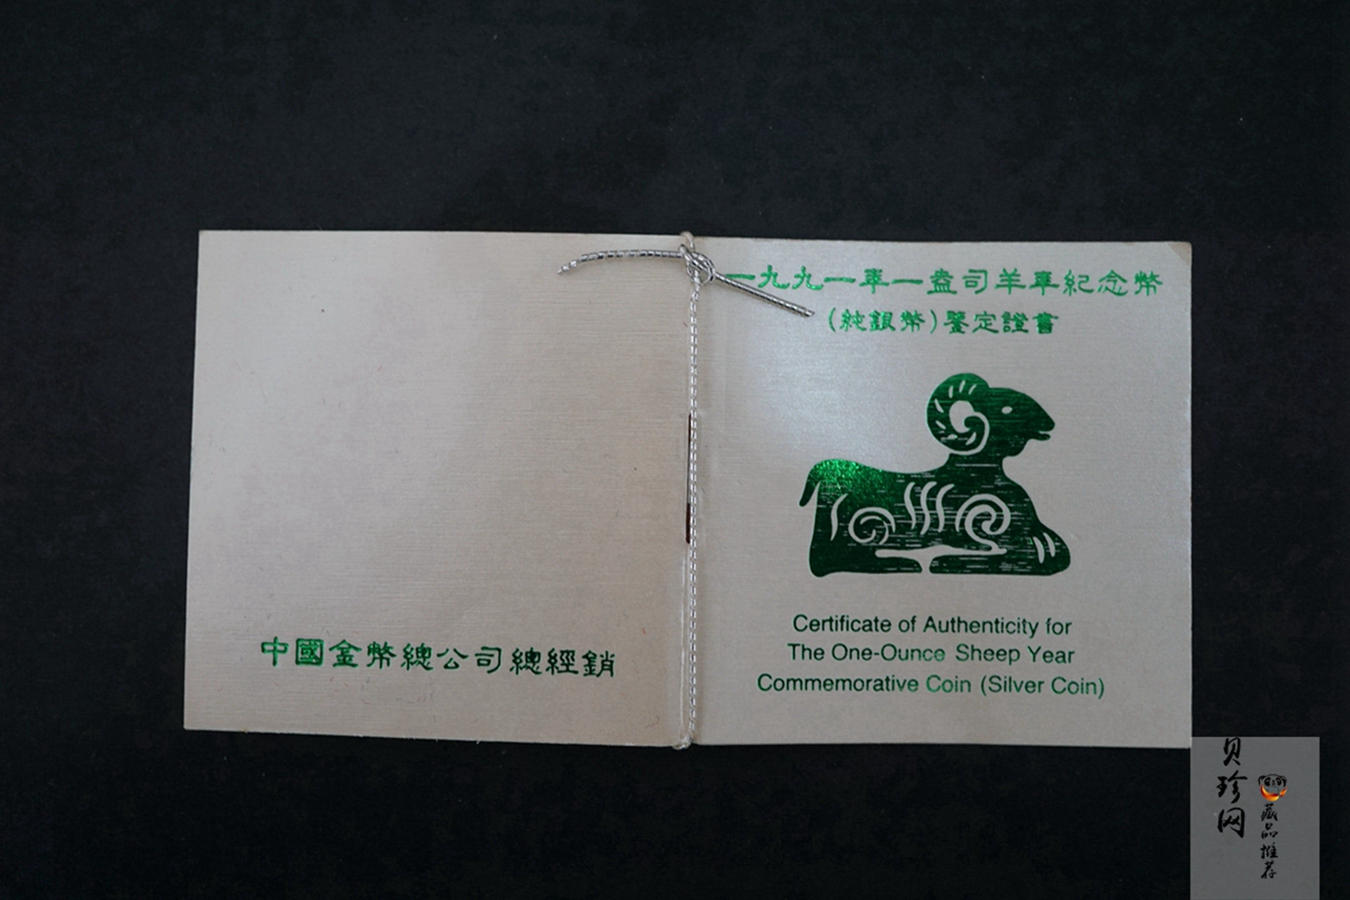 中國金幣總公司總經銷
一九九一年一盎司羊年紀念幣
(純銀幣)鑒定證書
Certificate of Authenticity for
The One-Ounce Sheep Year
Commemorative Coin (Silver Coin)
贝珍网
藏品推荐